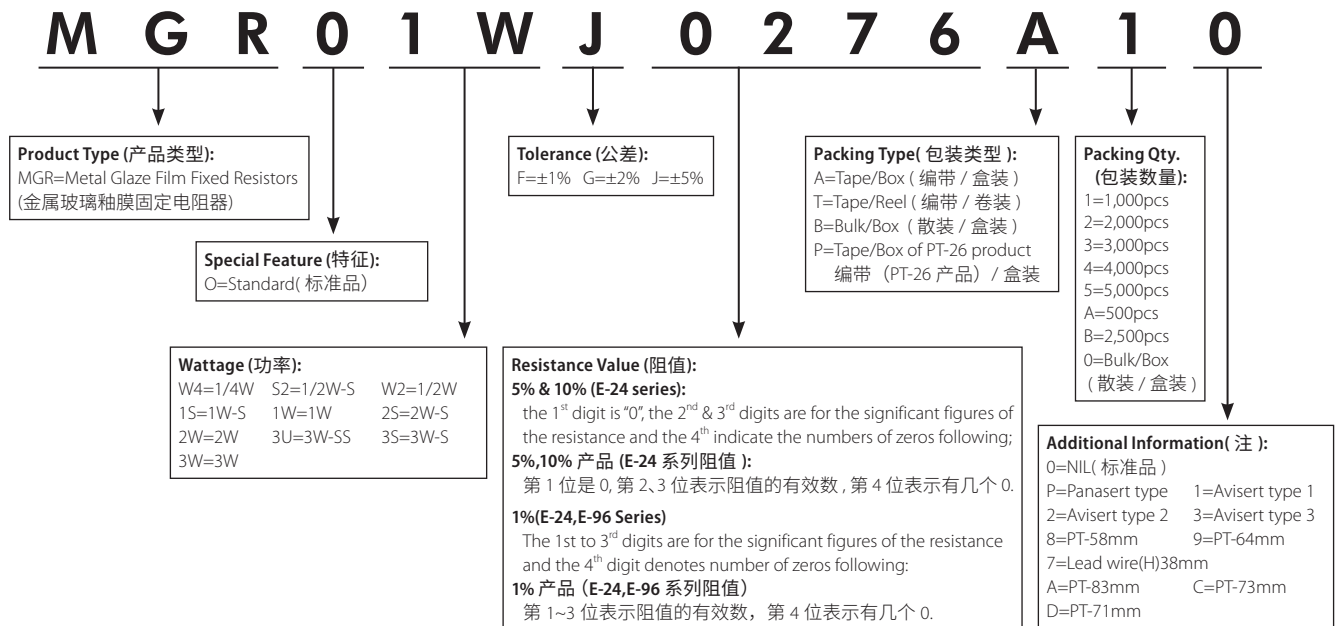 MGR01WJ0276A10
Product Type (产品类型):
MGR=Metal Glaze Film Fixed Resistors
(金属玻璃釉膜固定电阻器)
Special Feature (特征):
O=Standard( 标准品)
Wattage (功率):
W4=1/4W S2=1/2W-S W2=1/2W
1S=1W-S 1W=1W 2S=2W-S
2W=2W 3U=3W-SS 3S=3W-S
3W=3W
Tolerance (公差):
F=±1% G=±2% J=±5%
Resistance Value (阻值):
5% & 10% (E-24 series):
the 1st digit is “0”, the 2nd & 3rd digits are for the significant figures of
the resistance and the 4th indicate the numbers of zeros following;
5%,10% 产品 (E-24 系列阻值 ):
第 1 位是 0, 第 2、3 位表示阻值的有效数 , 第 4 位表示有几个 0.
1%(E-24,E-96 Series)
The 1st to 3rd digits are for the significant figures of the resistance
and the 4th digit denotes number of zeros following:
1% 产品（E-24,E-96 系列阻值）
第 1~3 位表示阻值的有效数，第 4 位表示有几个 0.
Packing Type( 包装类型 ):
A=Tape/Box ( 编带 / 盒装 )
T=Tape/Reel ( 编带 / 卷装 )
B=Bulk/Box ( 散装 / 盒装 )
P=Tape/Box of PT-26 product
编带（PT-26 产品）/ 盒装
Packing Qty.
(包装数量):
1=1,000pcs
2=2,000pcs
3=3,000pcs
4=4,000pcs
5=5,000pcs
A=500pcs
B=2,500pcs
0=Bulk/Box
( 散装 / 盒装 )
Additional Information( 注 ):
0=NIL( 标准品 )
P=Panasert type 1=Avisert type 1
2=Avisert type 2 3=Avisert type 3
8=PT-58mm 9=PT-64mm
7=Lead wire(H)38mm
A=PT-83mm C=PT-73mm
D=PT-71mm